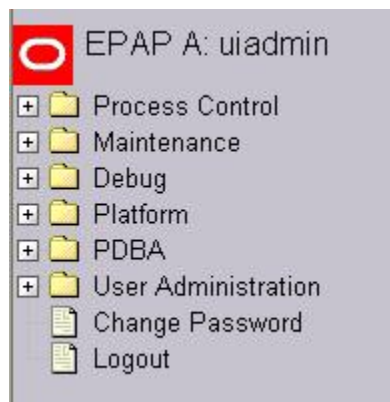 EPAP A: uiadmin
Process Control
Maintenance
Debug
Platform
PDBA
User Administration
Change Password
Logout